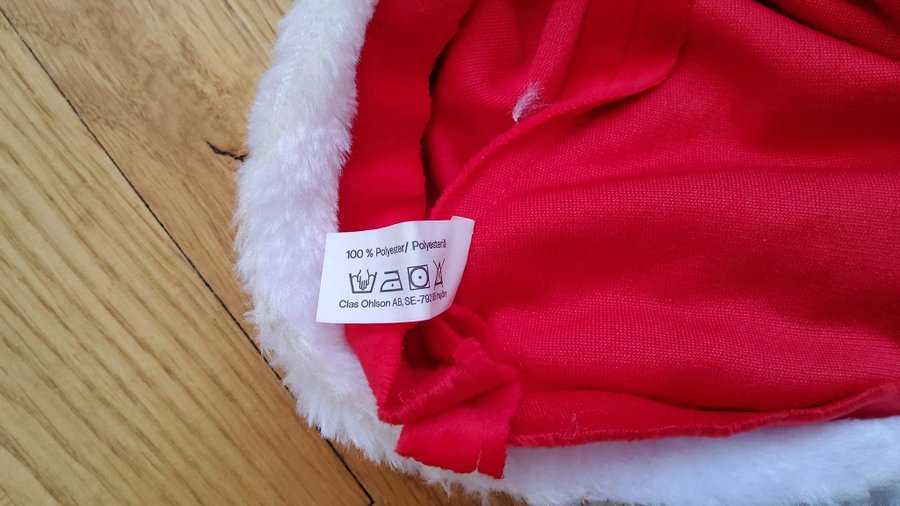 100 % Polyester/ Polyesteriä
Clas Ohlson AB, SE-793